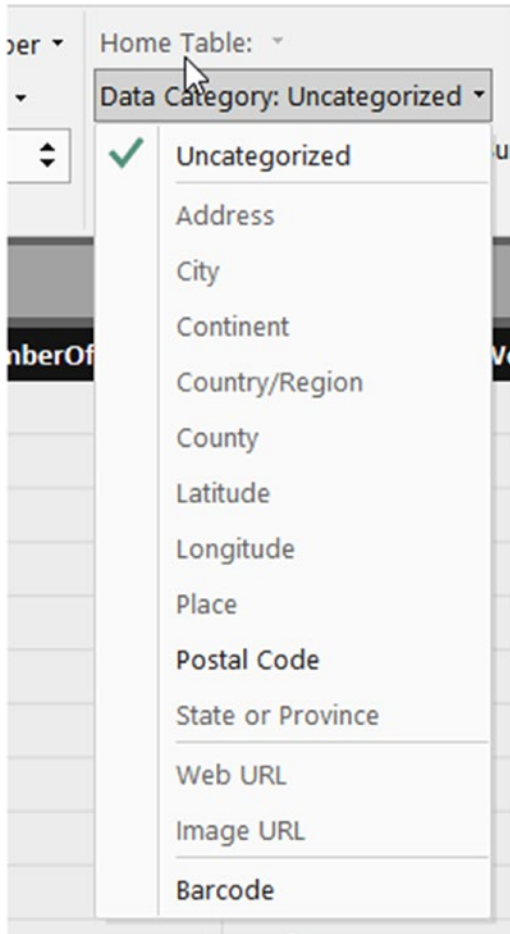 Home Table:
Data Category: Uncategorized
Uncategorized
Address
City
Continent
Country/Region
County
Latitude
Longitude
Place
Postal Code
State or Province
Web URL
Image URL
Barcode